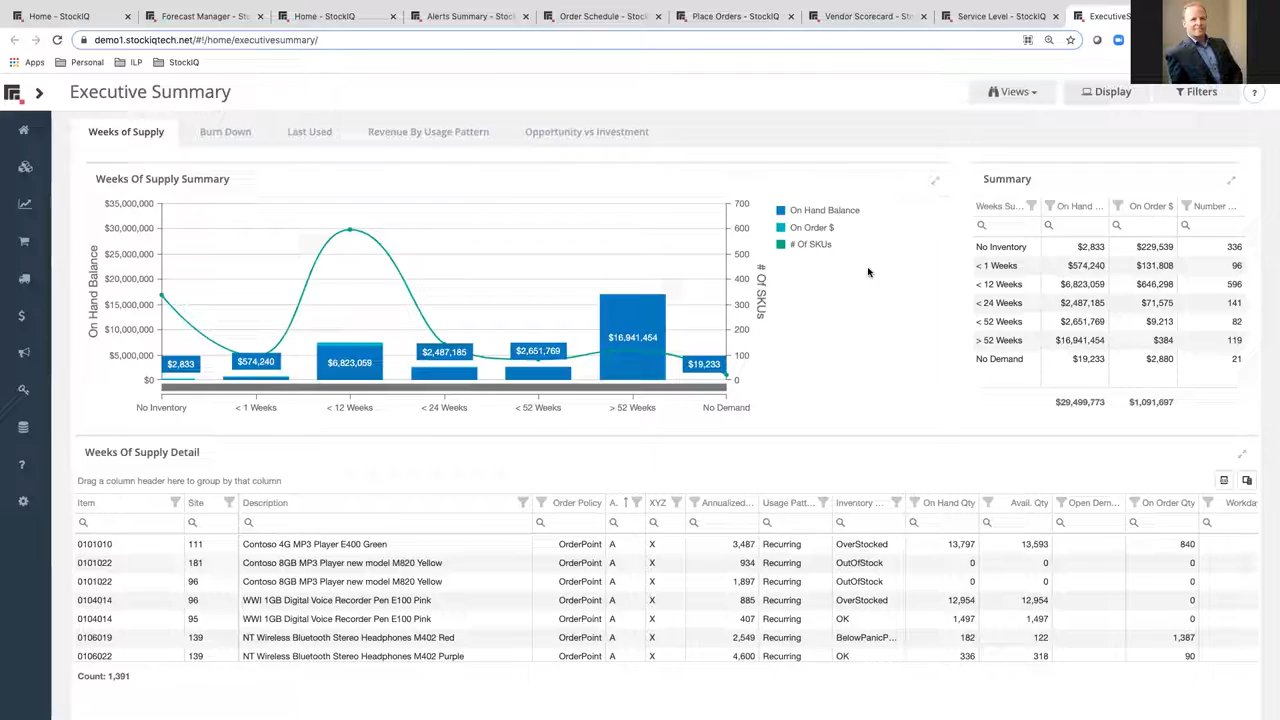 Home - StockIQ
Forecast Manager - Sto
Home - StockIQ
Alerts Summary - Stock
Order Schedule - StockI
Place Orders - StockIQ
Vendor Scorecard - Stoc
Service Level - StockIQ
ExecutiveS
demo1.stockiqtech.net/#!/home/executivesummary/
Apps
Personal
ILP
StockIQ
Executive Summary
Views
Display
Filters
?
Weeks of Supply
Burn Down
Last Used
Revenue By Usage Pattern
Opportunity vs Investment
Weeks Of Supply Summary
$35,000,000
$30,000,000
$25,000,000
$20,000,000
$15,000,000
$10,000,000
$5,000,000
$0
On Hand Balance
700
600
500
400
300
200
100
0
# Of SKUs
$2,833
$574,240
$6,823,059
$2,487,185
$2,651,769
$16,941,454
$19,233
No Inventory
< 1 Weeks
< 12 Weeks
< 24 Weeks
< 52 Weeks
> 52 Weeks
No Demand
On Hand Balance
On Order $
# Of SKUs
Summary
Weeks Su... On Hand ... On Order $ Number ...
No Inventory $2,833 $229,539 336
< 1 Weeks $574,240 $131,808 96
< 12 Weeks $6,823,059 $646,298 596
< 24 Weeks $2,487,185 $71,575 141
< 52 Weeks $2,651,769 $9,213 82
> 52 Weeks $16,941,454 $384 119
No Demand $19,233 $2,880 21
$29,499,773 $1,091,697
Weeks Of Supply Detail
Drag a column header here to group by that column
Item Site Description Order Policy A. XYZ Annualized... Usage Patt... Inventory ... On Hand Qty Avail. Qty Open Dem... On Order Qty Workda
0101010 111 Contoso 4G MP3 Player E400 Green OrderPoint A X 3,487 Recurring OverStocked 13,797 13,593 840
0101022 181 Contoso 8GB MP3 Player new model M820 Yellow OrderPoint A X 934 Recurring OutOfStock 0 0 0
0101022 96 Contoso 8GB MP3 Player new model M820 Yellow OrderPoint A X 1,897 Recurring OutOfStock 0 0 0
0104014 96 WWI 1GB Digital Voice Recorder Pen E100 Pink OrderPoint A X 885 Recurring OverStocked 12,954 12,954 0
0104014 95 WWI 1GB Digital Voice Recorder Pen E100 Pink OrderPoint A X 407 Recurring OK 1,497 1,497 0
0106019 139 NT Wireless Bluetooth Stereo Headphones M402 Red OrderPoint A X 2,549 Recurring BelowPanicP... 182 122 1,387
0106022 139 NT Wireless Bluetooth Stereo Headphones M402 Purple OrderPoint A X 4,600 Recurring OK 336 318 90
Count: 1,391